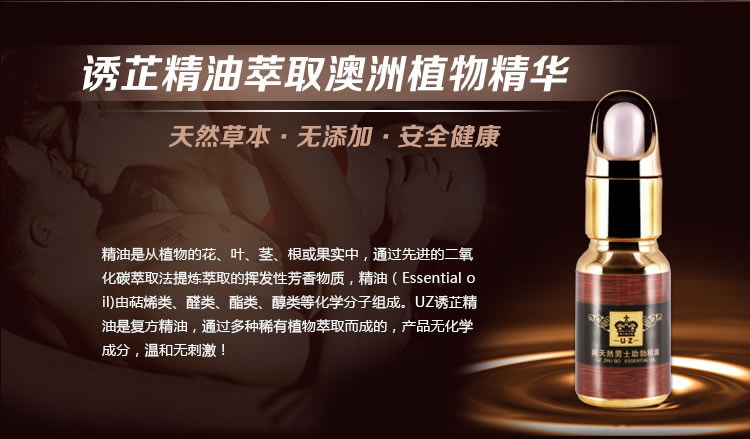 诱芷精油萃取澳洲植物精华
天然草本·无添加·安全健康
精油是从植物的花、叶、茎、根或果实中，通过先进的二氧
化碳萃取法提炼萃取的挥发性芳香物质，精油（Essential o
il)由萜烯类、醛类、酯类、醇类等化学分子组成。UZ诱芷精
油是复方精油，通过多种稀有植物萃取而成的，产品无化学
成分，温和无刺激！
UZ
纯天然男士助勃精油
UZ ZHU BO ESSENTIAL OIL